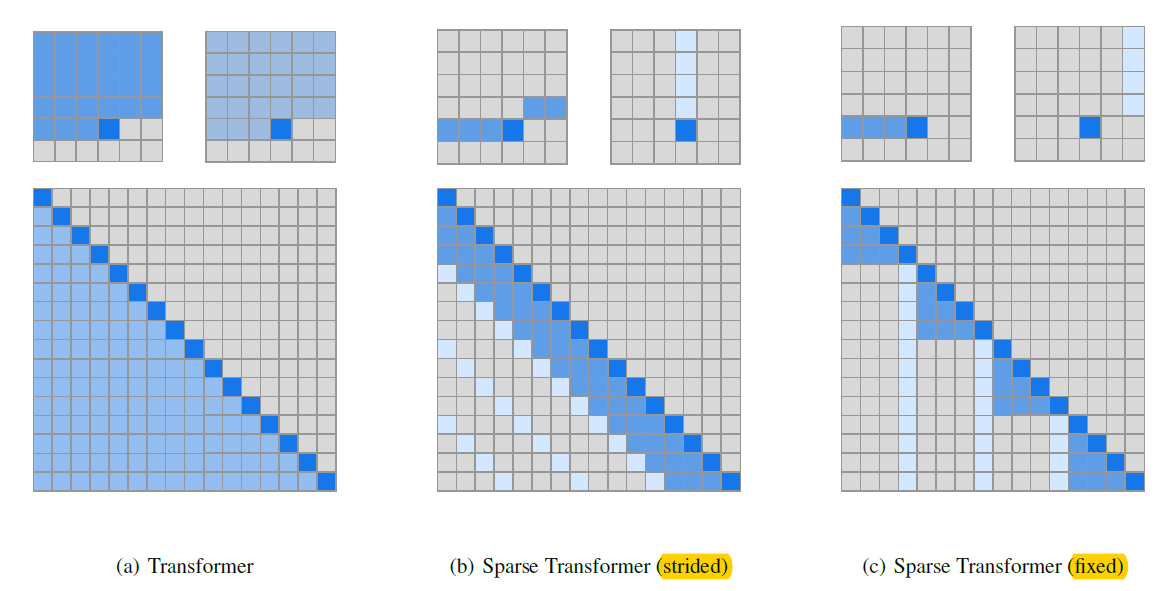 (a) Transformer
(b) Sparse Transformer (strided)
(c) Sparse Transformer (fixed)